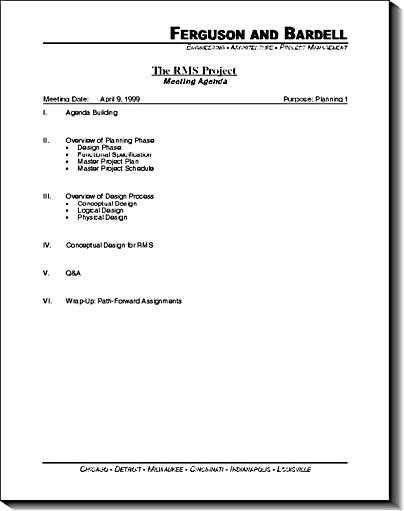 FERGUSON AND BARDELL
ENGINEERING • ARCHITECTURE • PROJECT MANAGEMENT
The RMS Project
Meeting Agenda
Meeting Date: April 9, 1999 Purpose: Planning 1
I. Agenda Building
II. Overview of Planning Phase
• Design Phase
• Functional Specification
• Master Project Plan
• Master Project Schedule
III. Overview of Design Process
• Conceptual Design
• Logical Design
• Physical Design
IV. Conceptual Design for RMS
V. Q&A
VI. Wrap-Up: Path-Forward Assignments
CHICAGO • DETROIT • MILWAUKEE • CINCINNATI • INDIANAPOLIS • LOUISVILLE